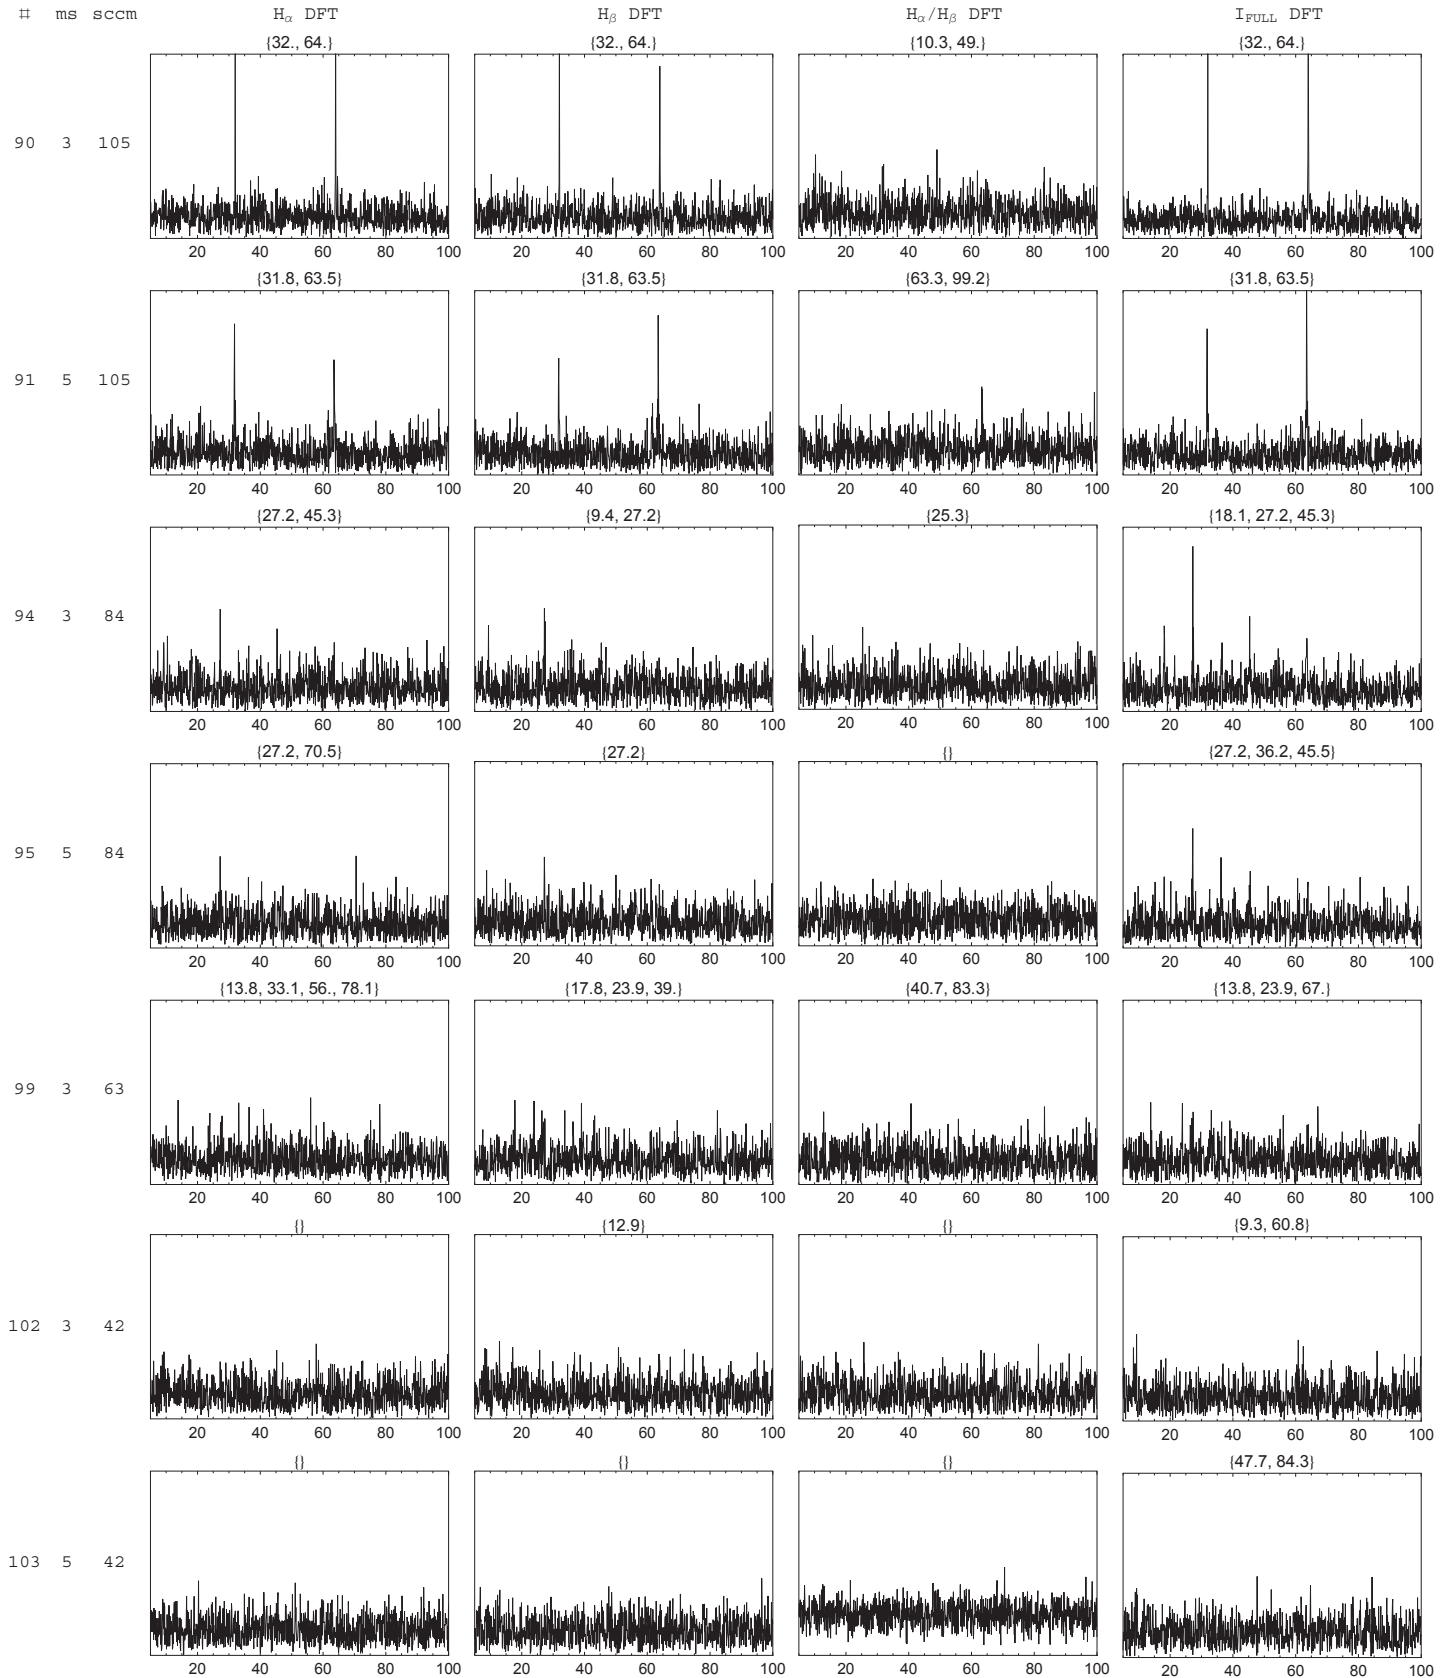 # ms sccm Hα DFT Hβ DFT Hα/Hβ DFT IFULL DFT
{32., 64.} {32., 64.} {10.3, 49.} {32., 64.}
90 3 105
20 40 60 80 100 20 40 60 80 100 20 40 60 80 100 20 40 60 80 100
{31.8, 63.5} {31.8, 63.5} {63.3, 99.2} {31.8, 63.5}
91 5 105
20 40 60 80 100 20 40 60 80 100 20 40 60 80 100 20 40 60 80 100
{27.2, 45.3} {9.4, 27.2} {25.3} {18.1, 27.2, 45.3}
94 3 84
20 40 60 80 100 20 40 60 80 100 20 40 60 80 100 20 40 60 80 100
{27.2, 70.5} {27.2} {} {27.2, 36.2, 45.5}
95 5 84
20 40 60 80 100 20 40 60 80 100 20 40 60 80 100 20 40 60 80 100
{13.8, 33.1, 56., 78.1} {17.8, 23.9, 39.} {40.7, 83.3} {13.8, 23.9, 67.}
99 3 63
20 40 60 80 100 20 40 60 80 100 20 40 60 80 100 20 40 60 80 100
{} {12.9} {} {9.3, 60.8}
102 3 42
20 40 60 80 100 20 40 60 80 100 20 40 60 80 100 20 40 60 80 100
{} {} {} {47.7, 84.3}
103 5 42
20 40 60 80 100 20 40 60 80 100 20 40 60 80 100 20 40 60 80 100